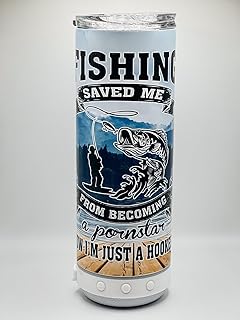 FISHING
SAVED ME
FROM BECOMING
a pornstar
I'M JUST A